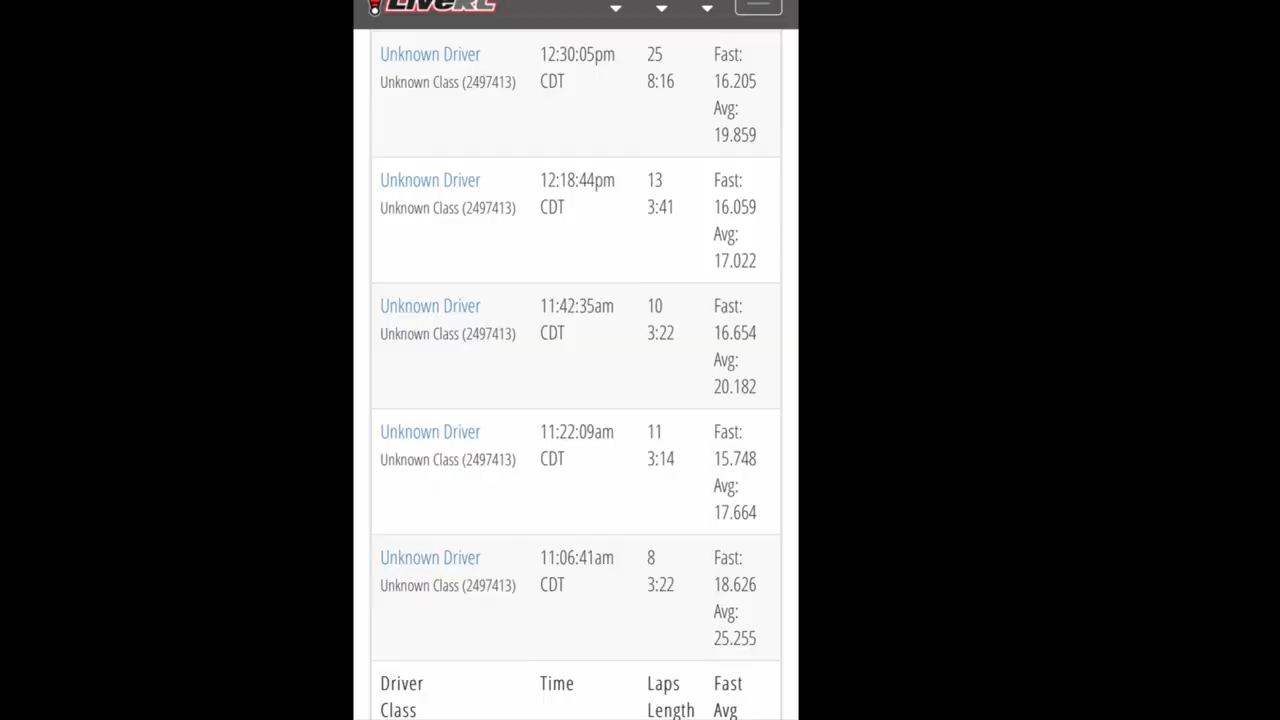 LiveRC
Unknown Driver 12:30:05pm 25 Fast:
Unknown Class (2497413) CDT 8:16 16.205
Avg:
19.859
Unknown Driver 12:18:44pm 13 Fast:
Unknown Class (2497413) CDT 3:41 16.059
Avg:
17.022
Unknown Driver 11:42:35am 10 Fast:
Unknown Class (2497413) CDT 3:22 16.654
Avg:
20.182
Unknown Driver 11:22:09am 11 Fast:
Unknown Class (2497413) CDT 3:14 15.748
Avg:
17.664
Unknown Driver 11:06:41am 8 Fast:
Unknown Class (2497413) CDT 3:22 18.626
Avg:
25.255
Driver Time Laps Fast
Class Length Avg